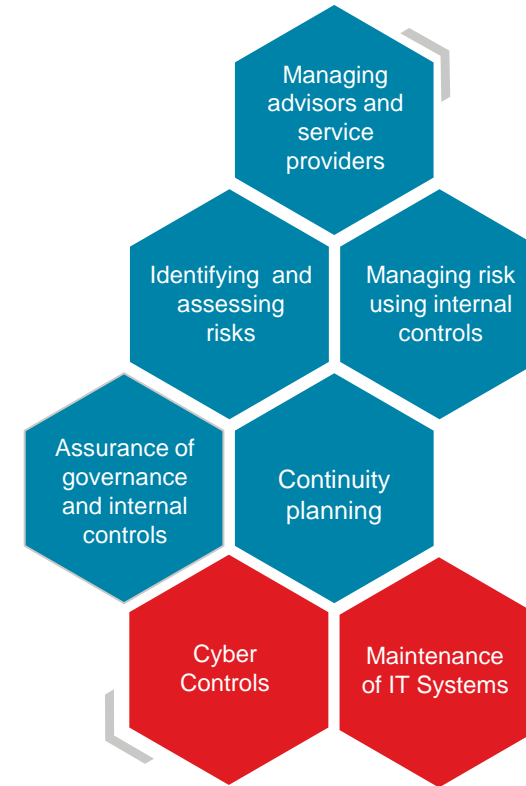 Managing
advisors and
service
providers
Identifying and
assessing
risks
Managing risk
using internal
controls
Assurance of
governance
and internal
controls
Continuity
planning
Cyber
Controls
Maintenance
of IT Systems